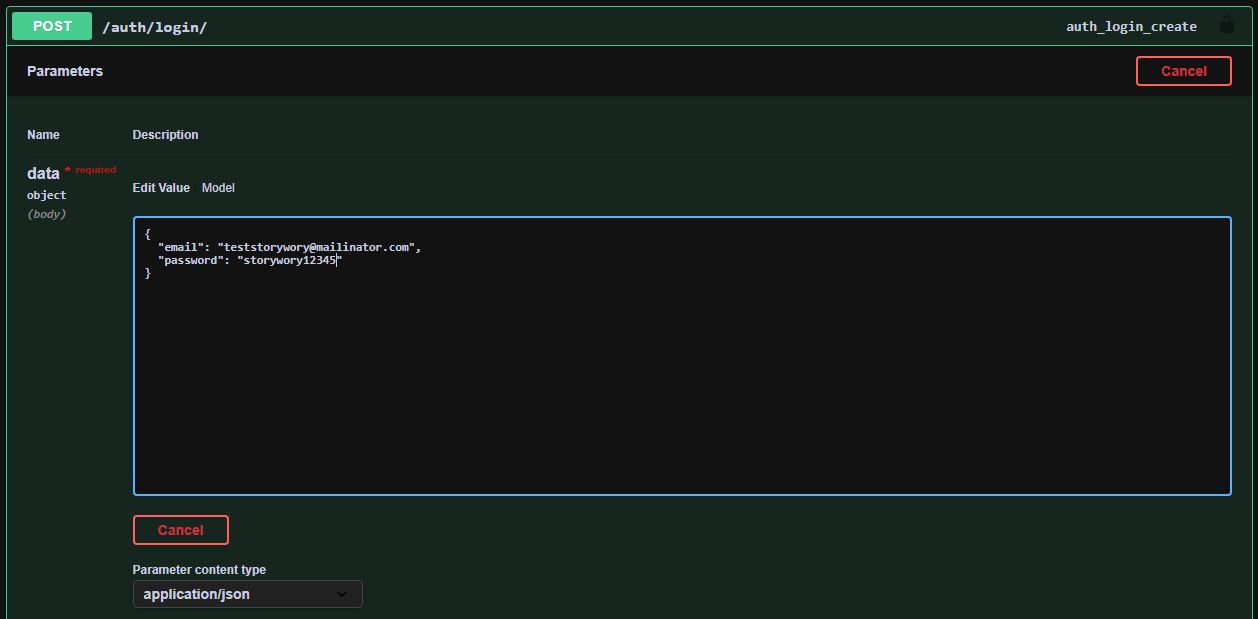 POST /auth/login/ auth_login_create
Parameters Cancel
Name Description
data * required
object
(body)
Edit Value Model
{
  "email": "teststorywory@mailinator.com",
  "password": "storywory12345"
}
Cancel
Parameter content type
application/json